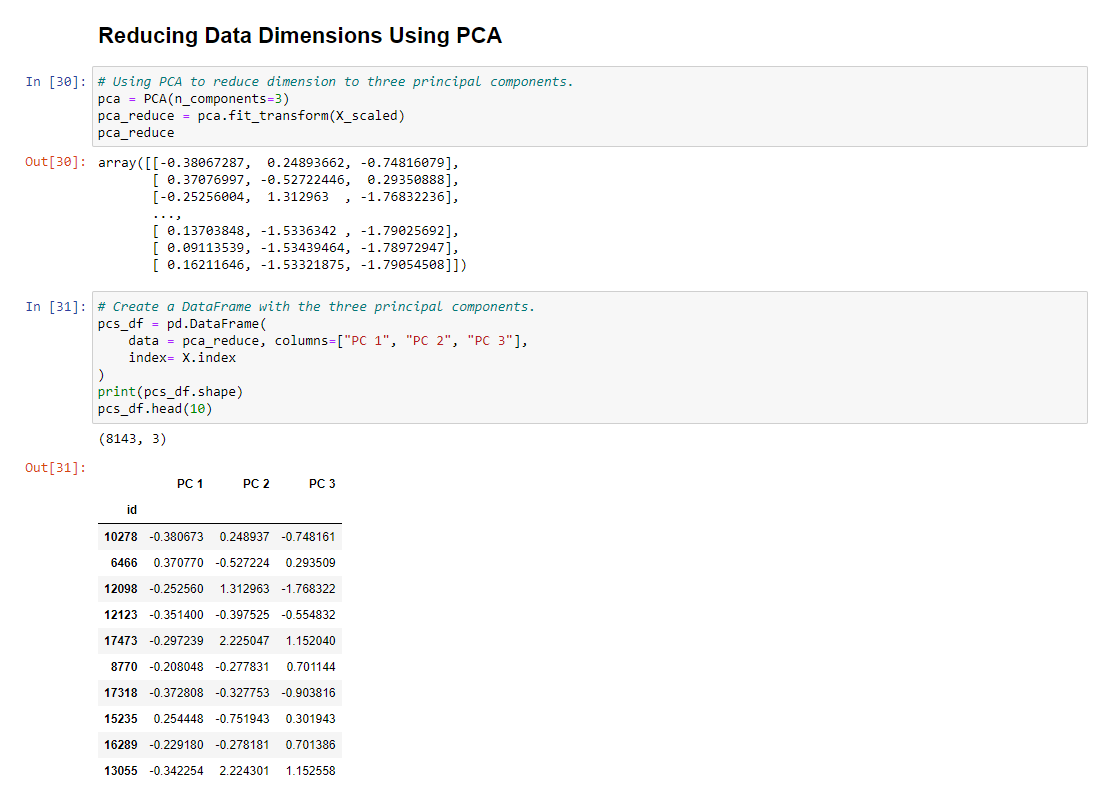 Reducing Data Dimensions Using PCA
In [30]: # Using PCA to reduce dimension to three principal components.
pca = PCA(n_components=3)
pca_reduce = pca.fit_transform(X_scaled)
pca_reduce
Out[30]: array([[-0.38067287,  0.24893662, -0.74816079],
       [ 0.37076997, -0.52722446,  0.29350888],
       [-0.25256004,  1.312963  , -1.76832236],
       ...,
       [ 0.13703848, -1.5336342 , -1.79025692],
       [ 0.09113539, -1.53439464, -1.78972947],
       [ 0.16211646, -1.53321875, -1.79054508]])
In [31]: # Create a DataFrame with the three principal components.
pcs_df = pd.DataFrame(
    data = pca_reduce, columns=["PC 1", "PC 2", "PC 3"],
    index= X.index
)
print(pcs_df.shape)
pcs_df.head(10)
(8143, 3)
Out[31]:
PC 1 PC 2 PC 3
id
10278 -0.380673 0.248937 -0.748161
6466 0.370770 -0.527224 0.293509
12098 -0.252560 1.312963 -1.768322
12123 -0.351400 -0.397525 -0.554832
17473 -0.297239 2.225047 1.152040
8770 -0.208048 -0.277831 0.701144
17318 -0.372808 -0.327753 -0.903816
15235 0.254448 -0.751943 0.301943
16289 -0.229180 -0.278181 0.701386
13055 -0.342254 2.224301 1.152558